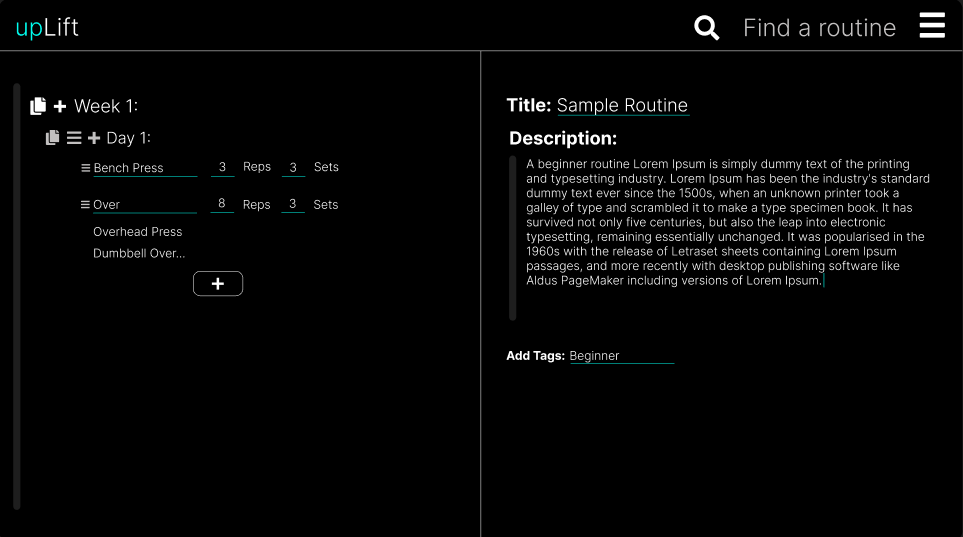 upLift
Find a routine
Week 1:
Day 1:
Bench Press 3 Reps 3 Sets
Over 8 Reps 3 Sets
Overhead Press
Dumbbell Over...
Title: Sample Routine
Description:
A beginner routine Lorem Ipsum is simply dummy text of the printing
and typesetting industry. Lorem Ipsum has been the industry's standard
dummy text ever since the 1500s, when an unknown printer took a
galley of type and scrambled it to make a type specimen book. It has
survived not only five centuries, but also the leap into electronic
typesetting, remaining essentially unchanged. It was popularised in the
1960s with the release of Letraset sheets containing Lorem Ipsum
passages, and more recently with desktop publishing software like
Aldus PageMaker including versions of Lorem Ipsum.
Add Tags: Beginner